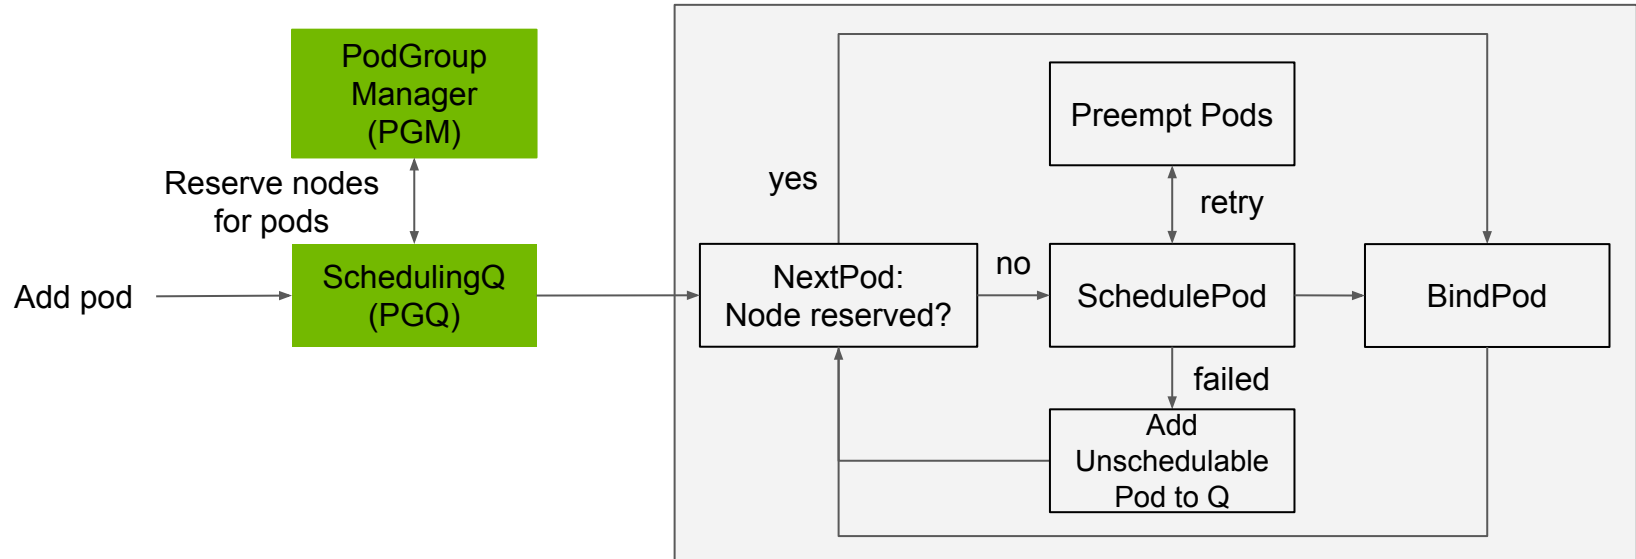 PodGroup
Manager
(PGM)
Reserve nodes
for pods
Add pod
SchedulingQ
(PGQ)
yes
Preempt Pods
retry
NextPod:
Node reserved?
no
SchedulePod
BindPod
failed
Add
Unschedulable
Pod to Q